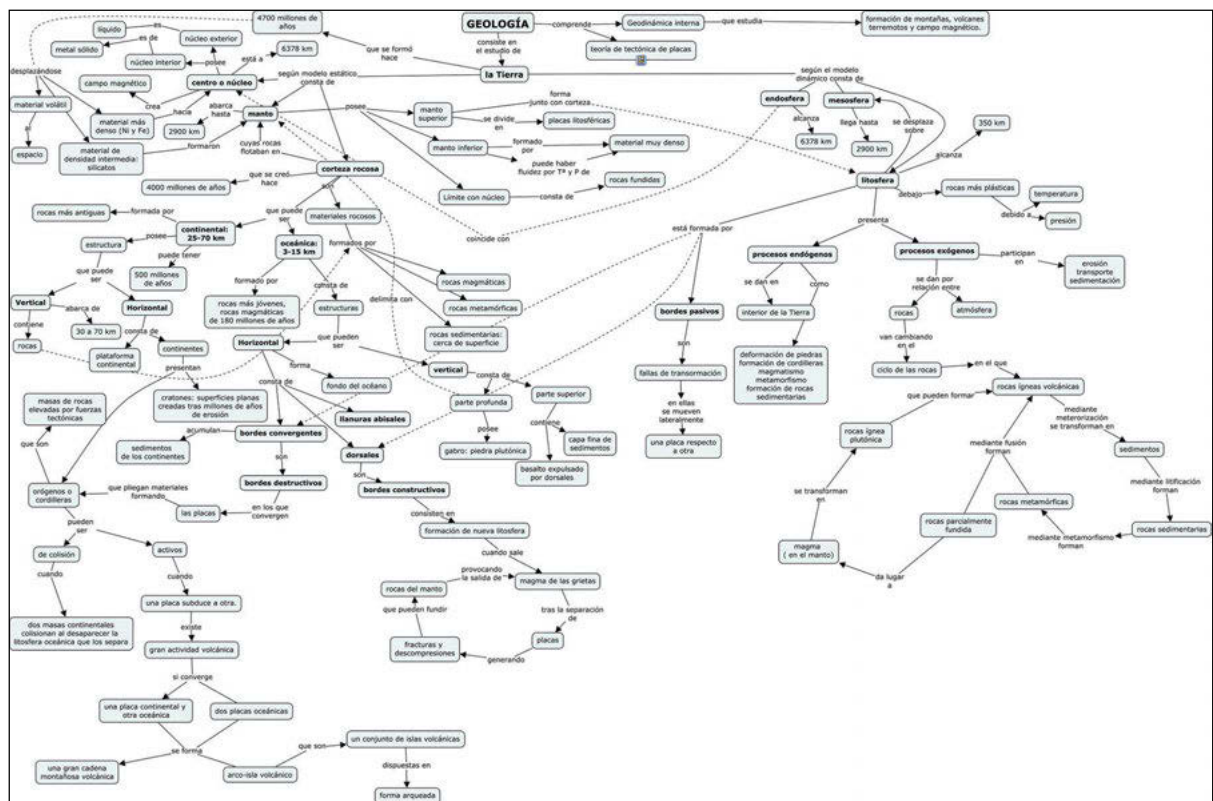 GEOLOGÍA
comprende
Geodinámica interna
que estudia
formación de montañas, volcanes
terremotos y campo magnético.
teoría de tectónica de placas
consiste en
el estudio de
la Tierra
que se formó
hace
4700 millones de
años
líquido
es
núcleo exterior
metal sólido
es de
núcleo interior
posee
6378 km
está a
desplazándose
centro o núcleo
campo magnético
crea
hacia
material volátil
al
espacio
material más
denso (Ni y Fe)
material de
densidad intermedia:
silicatos
formaron
según modelo estático
consta de
abarca
hasta
manto
2900 km
cuyas rocas
flotaban en
posee
manto
superior
forma
junto con corteza
se divide
en
placas litosféricas
manto inferior
formado
por
material muy denso
puede haber
fluidez por Tª y P de
Límite con núcleo
consta de
rocas fundidas
según el modelo
dinámico consta de
endosfera
alcanza
6378 km
mesosfera
llega hasta
2900 km
se desplaza
sobre
350 km
alcanza
litosfera
debajo
rocas más plásticas
debido a
temperatura
presión
coincide con
corteza rocosa
que se creó
hace
4000 millones de años
son
materiales rocosos
formados por
rocas magmáticas
rocas metamórficas
rocas sedimentarias:
cerca de superficie
que puede
ser
rocas más antiguas
formada por
continental:
25-70 km
posee
estructura
puede tener
500 millones
de años
que puede
ser
Vertical
contiene
rocas
abarca de
30 a 70 km
Horizontal
consta de
plataforma
continental
continentes
presentan
cratones: superficies planas
creadas tras millones de años
de erosión
oceánica:
3-15 km
formado por
rocas más jóvenes,
rocas magmáticas
de 180 millones de años
consta de
estructuras
que pueden
ser
delimita con
Horizontal
forma
fondo del océano
consta de
llanuras abisales
bordes convergentes
acumulan
sedimentos
de los continentes
son
bordes destructivos
en los que
convergen
las placas
que pliegan materiales
formando
orógenos o
cordilleras
que son
masas de rocas
elevadas por fuerzas
tectónicas
vertical
consta de
parte profunda
posee
gabro: piedra plutónica
parte superior
contiene
capa fina de
sedimentos
basalto expulsado
por dorsales
dorsales
son
bordes constructivos
consisten en
formación de nueva litosfera
cuando sale
magma de las grietas
tras la separación
de
placas
generando
fracturas y
descompresiones
que pueden fundir
rocas del manto
provocando
la salida de
pueden
ser
de colisión
cuando
dos masas continentales
colisionan al desaparecer la
litosfera oceánica que los separa
activos
cuando
una placa subduce a otra.
existe
gran actividad volcánica
si converge
una placa continental y
otra oceánica
dos placas oceánicas
se forma
una gran cadena
montañosa volcánica
arco-isla volcánico
que son
un conjunto de islas volcánicas
dispuestas en
forma arqueada
está formada por
bordes pasivos
son
fallas de transormación
en ellas
se mueven
lateralmente
una placa respecto
a otra
presenta
procesos endógenos
se dan en
interior de la Tierra
como
deformación de piedras
formación de cordilleras
magmatismo
metamorfismo
formación de rocas
sedimentarias
procesos exógenos
participan
en
erosión
transporte
sedimentación
se dan por
relación entre
atmósfera
rocas
van cambiando
en el
ciclo de las rocas
en el que
rocas ígneas volcánicas
que pueden formar
rocas ígnea
plutónica
mediante
meterorización
se transforman en
sedimentos
mediante litificación
forman
rocas sedimentarias
mediante metamorfismo
forman
rocas metamórficas
mediante fusión
forman
rocas parcialmente
fundida
da lugar
a
magma
( en el manto)
se transforman
en